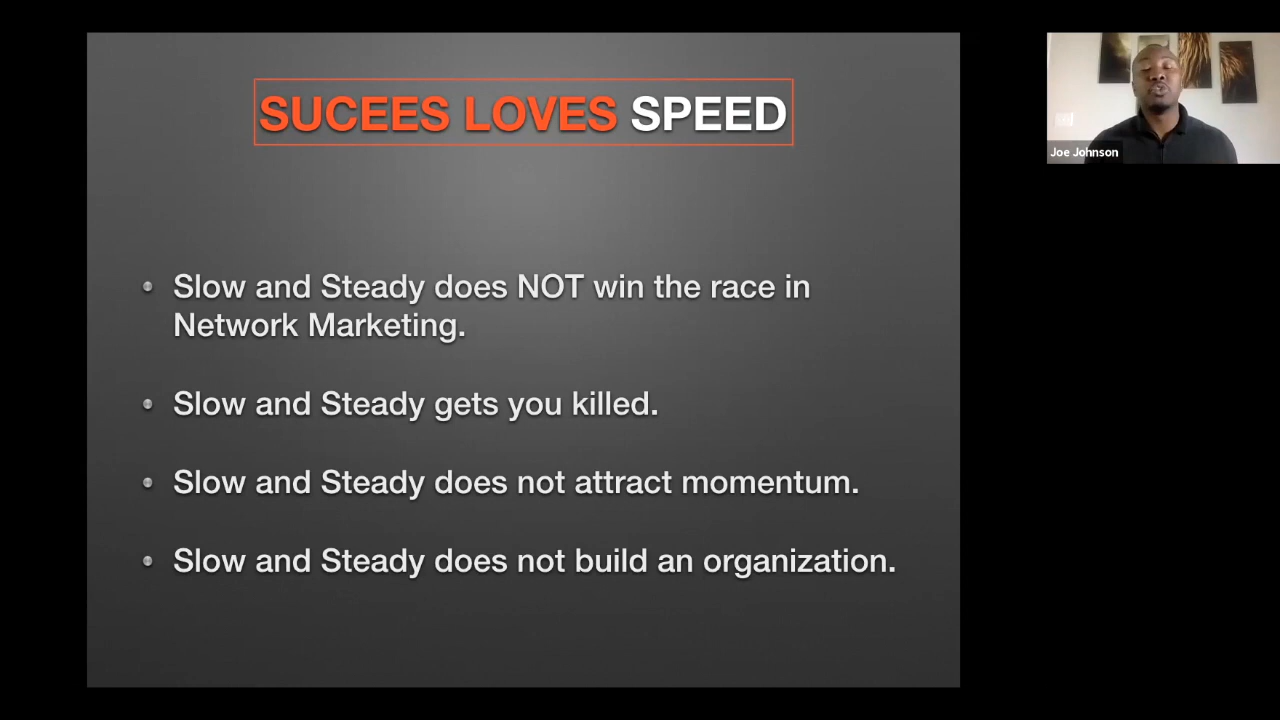 SUCEES LOVES SPEED
Slow and Steady does NOT win the race in
Network Marketing.
Slow and Steady gets you killed.
Slow and Steady does not attract momentum.
Slow and Steady does not build an organization.
Joe Johnson